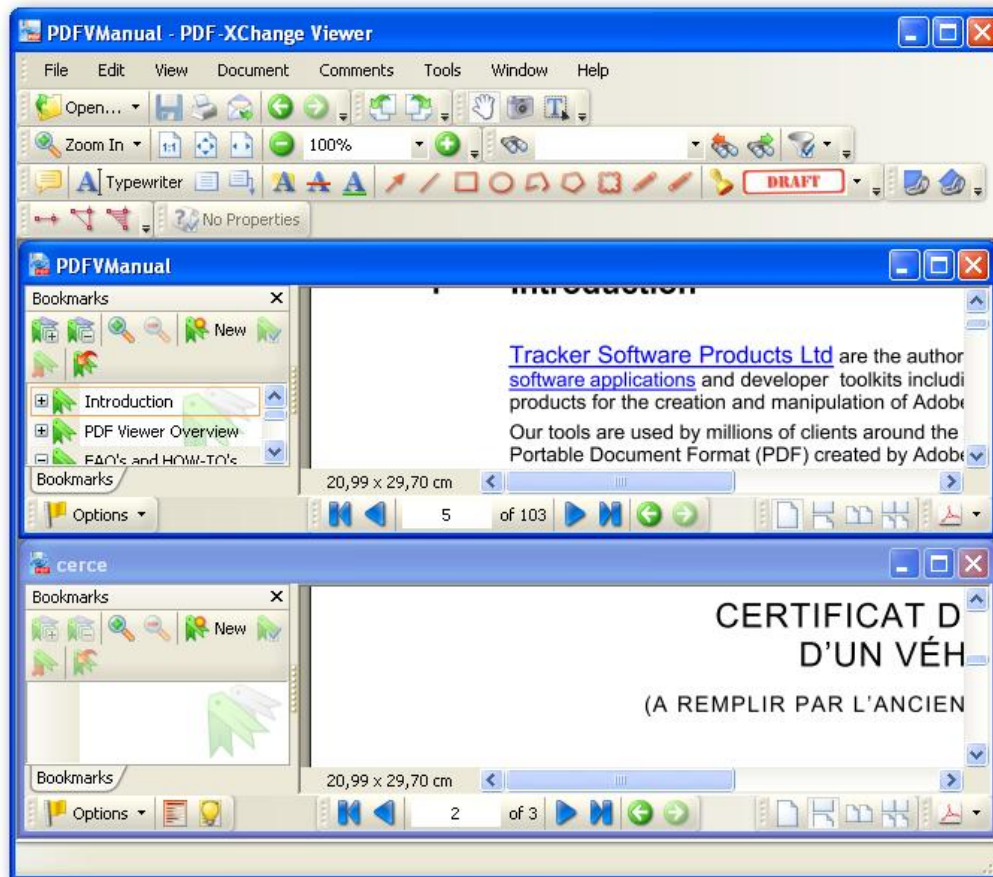 PDFVManual - PDF-XChange Viewer
File Edit View Document Comments Tools Window Help
Open...
Zoom In 1:1 100%
Typewriter DRAFT
No Properties
PDFVManual
Bookmarks
New
Introduction
PDF Viewer Overview
FAQ's and HOW-TO's
Bookmarks
Options
Introduction
Tracker Software Products Ltd are the author
software applications and developer toolkits includi
products for the creation and manipulation of Adobe
Our tools are used by millions of clients around the
Portable Document Format (PDF) created by Adobe
20,99 x 29,70 cm
5 of 103
cerce
Bookmarks
New
Bookmarks
Options
CERTIFICAT D
D'UN VÉH
(A REMPLIR PAR L'ANCIEN
20,99 x 29,70 cm
2 of 3